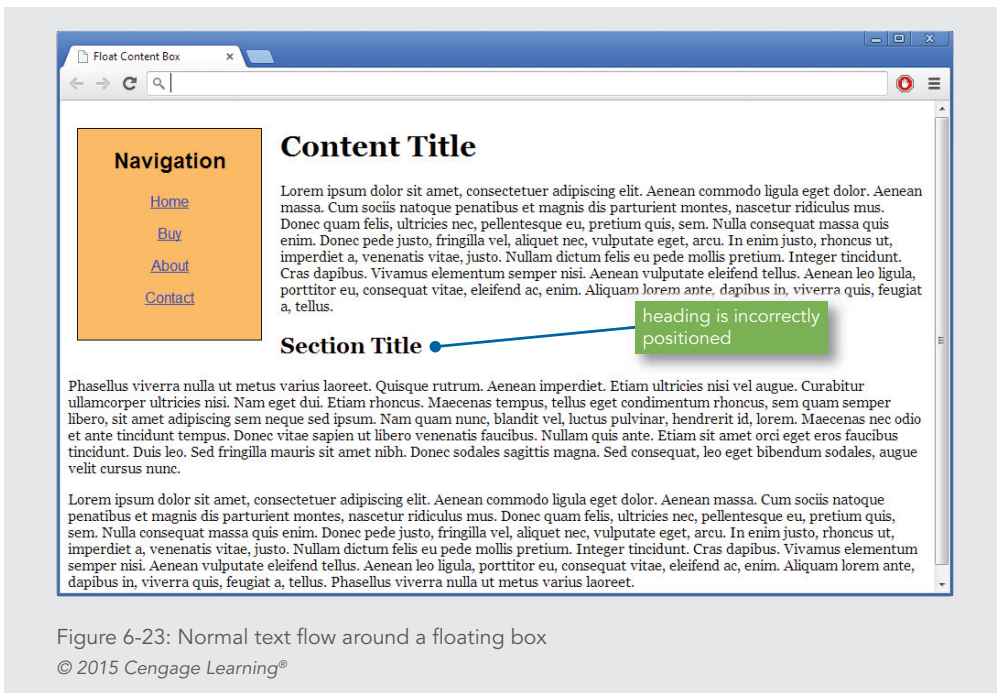 Float Content Box
Navigation
Home
Buy
About
Contact
Content Title
Lorem ipsum dolor sit amet, consectetuer adipiscing elit. Aenean commodo ligula eget dolor. Aenean
massa. Cum sociis natoque penatibus et magnis dis parturient montes, nascetur ridiculus mus.
Donec quam felis, ultricies nec, pellentesque eu, pretium quis, sem. Nulla consequat massa quis
enim. Donec pede justo, fringilla vel, aliquet nec, vulputate eget, arcu. In enim justo, rhoncus ut,
imperdiet a, venenatis vitae, justo. Nullam dictum felis eu pede mollis pretium. Integer tincidunt.
Cras dapibus. Vivamus elementum semper nisi. Aenean vulputate eleifend tellus. Aenean leo ligula,
porttitor eu, consequat vitae, eleifend ac, enim. Aliquam lorem ante, dapibus in, viverra quis, feugiat
a, tellus.
heading is incorrectly
positioned
Section Title
Phasellus viverra nulla ut metus varius laoreet. Quisque rutrum. Aenean imperdiet. Etiam ultricies nisi vel augue. Curabitur
ullamcorper ultricies nisi. Nam eget dui. Etiam rhoncus. Maecenas tempus, tellus eget condimentum rhoncus, sem quam semper
libero, sit amet adipiscing sem neque sed ipsum. Nam quam nunc, blandit vel, luctus pulvinar, hendrerit id, lorem. Maecenas nec odio
et ante tincidunt tempus. Donec vitae sapien ut libero venenatis faucibus. Nullam quis ante. Etiam sit amet orci eget eros faucibus
tincidunt. Duis leo. Sed fringilla mauris sit amet nibh. Donec sodales sagittis magna. Sed consequat, leo eget bibendum sodales, augue
velit cursus nunc.
Lorem ipsum dolor sit amet, consectetuer adipiscing elit. Aenean commodo ligula eget dolor. Aenean massa. Cum sociis natoque
penatibus et magnis dis parturient montes, nascetur ridiculus mus. Donec quam felis, ultricies nec, pellentesque eu, pretium quis,
sem. Nulla consequat massa quis enim. Donec pede justo, fringilla vel, aliquet nec, vulputate eget, arcu. In enim justo, rhoncus ut,
imperdiet a, venenatis vitae, justo. Nullam dictum felis eu pede mollis pretium. Integer tincidunt. Cras dapibus. Vivamus elementum
semper nisi. Aenean vulputate eleifend tellus. Aenean leo ligula, porttitor eu, consequat vitae, eleifend ac, enim. Aliquam lorem ante,
dapibus in, viverra quis, feugiat a, tellus. Phasellus viverra nulla ut metus varius laoreet.
Figure 6-23: Normal text flow around a floating box
© 2015 Cengage Learning®